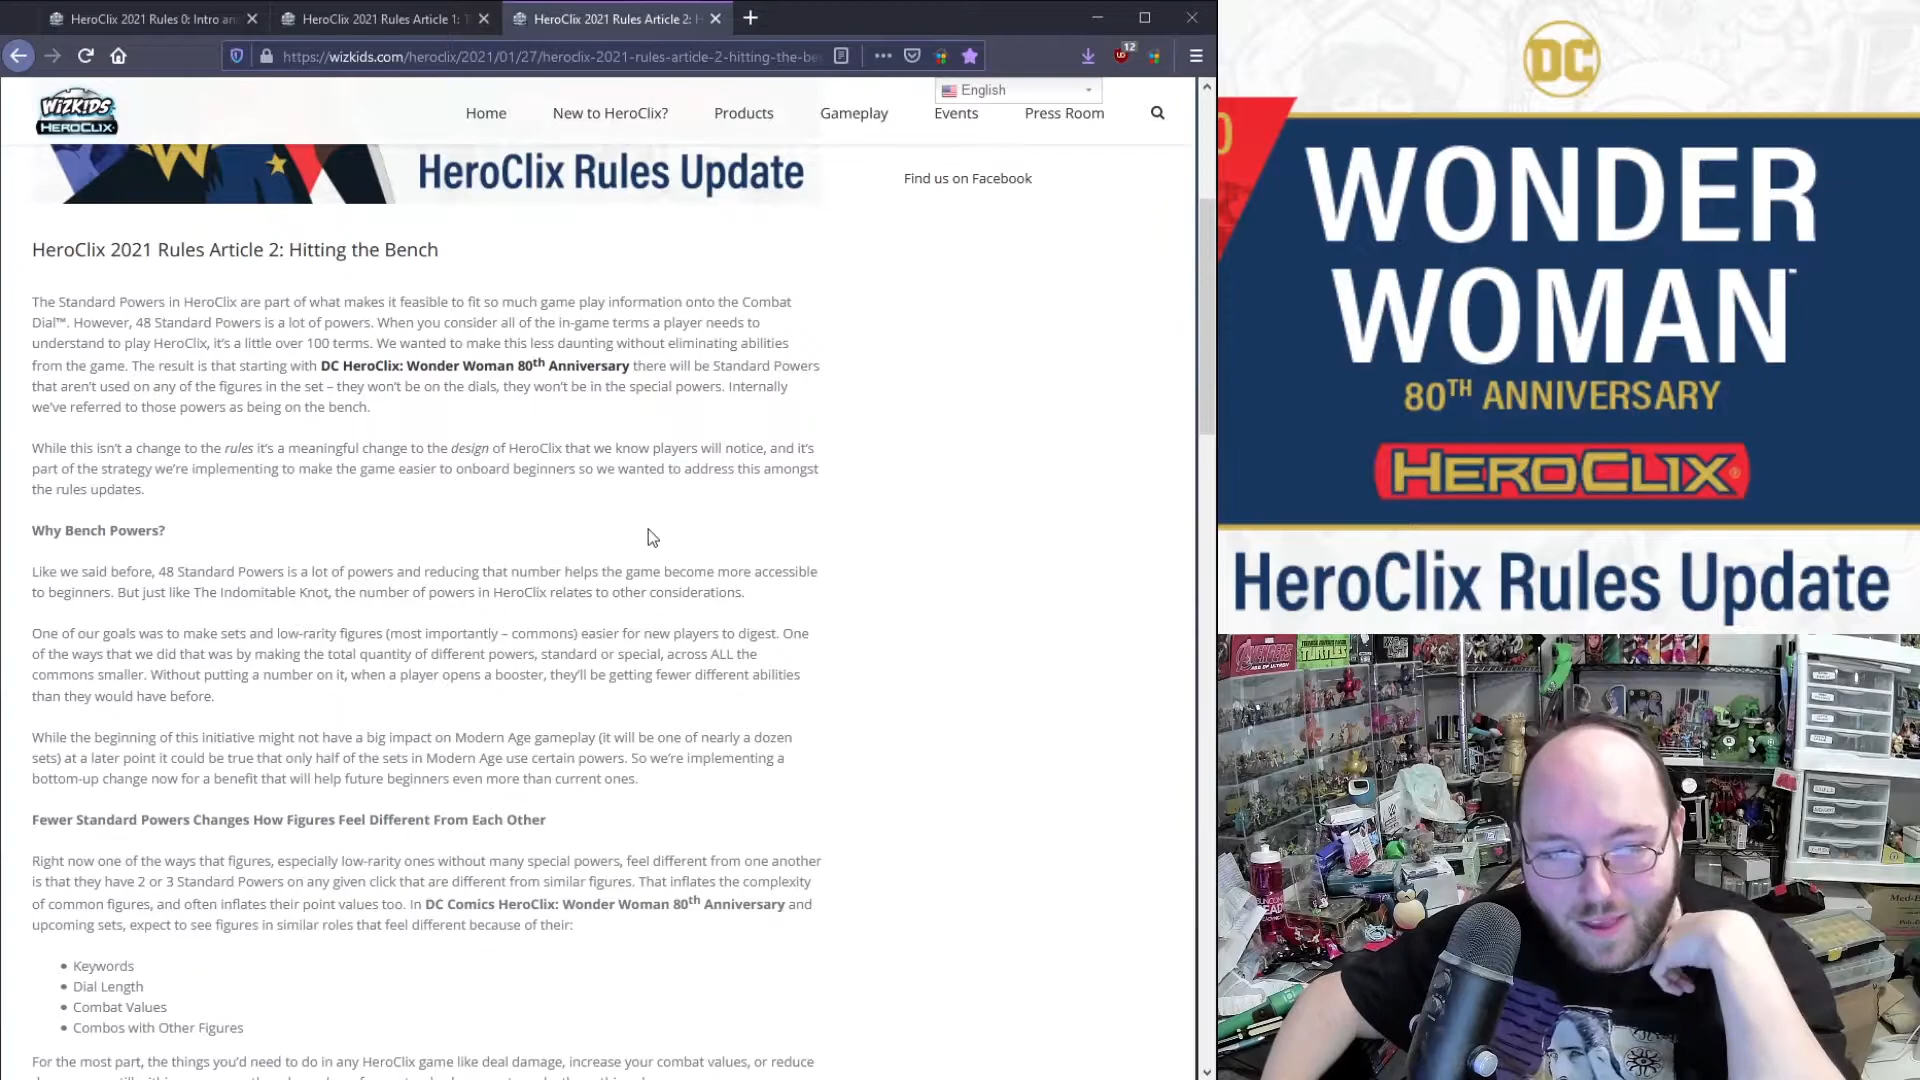 HeroClix 2021 Rules 0: Intro an
HeroClix 2021 Rules Article 1: T
HeroClix 2021 Rules Article 2: H
https://wizkids.com/heroclix/2021/01/27/heroclix-2021-rules-article-2-hitting-the-be
12
English
WIZKIDS
HEROCLIX
Home
New to HeroClix?
Products
Gameplay
Events
Press Room
HeroClix Rules Update
Find us on Facebook
HeroClix 2021 Rules Article 2: Hitting the Bench
The Standard Powers in HeroClix are part of what makes it feasible to fit so much game play information onto the Combat
Dial™. However, 48 Standard Powers is a lot of powers. When you consider all of the in-game terms a player needs to
understand to play HeroClix, it's a little over 100 terms. We wanted to make this less daunting without eliminating abilities
from the game. The result is that starting with DC HeroClix: Wonder Woman 80th Anniversary there will be Standard Powers
that aren't used on any of the figures in the set – they won't be on the dials, they won't be in the special powers. Internally
we've referred to those powers as being on the bench.
While this isn't a change to the rules it's a meaningful change to the design of HeroClix that we know players will notice, and it's
part of the strategy we're implementing to make the game easier to onboard beginners so we wanted to address this amongst
the rules updates.
Why Bench Powers?
Like we said before, 48 Standard Powers is a lot of powers and reducing that number helps the game become more accessible
to beginners. But just like The Indomitable Knot, the number of powers in HeroClix relates to other considerations.
One of our goals was to make sets and low-rarity figures (most importantly – commons) easier for new players to digest. One
of the ways that we did that was by making the total quantity of different powers, standard or special, across ALL the
commons smaller. Without putting a number on it, when a player opens a booster, they'll be getting fewer different abilities
than they would have before.
While the beginning of this initiative might not have a big impact on Modern Age gameplay (it will be one of nearly a dozen
sets) at a later point it could be true that only half of the sets in Modern Age use certain powers. So we're implementing a
bottom-up change now for a benefit that will help future beginners even more than current ones.
Fewer Standard Powers Changes How Figures Feel Different From Each Other
Right now one of the ways that figures, especially low-rarity ones without many special powers, feel different from one another
is that they have 2 or 3 Standard Powers on any given click that are different from similar figures. That inflates the complexity
of common figures, and often inflates their point values too. In DC Comics HeroClix: Wonder Woman 80th Anniversary and
upcoming sets, expect to see figures in similar roles that feel different because of their:
• Keywords
• Dial Length
• Combat Values
• Combos with Other Figures
For the most part, the things you'd need to do in any HeroClix game like deal damage, increase your combat values, or reduce
DC
WONDER
WOMAN™
80TH ANNIVERSARY
HEROCLIX®
HeroClix Rules Update
AVENGERS
TURTLES